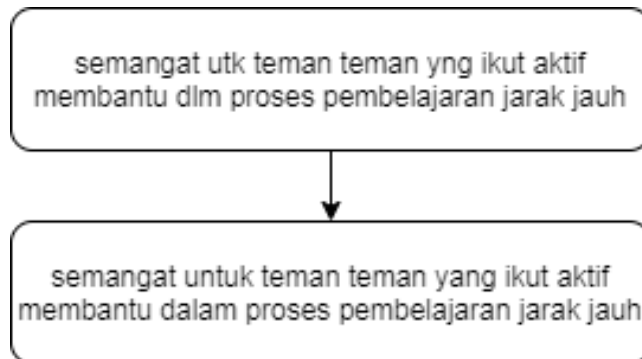 semangat utk teman teman yng ikut aktif
membantu dlm proses pembelajaran jarak jauh
semangat untuk teman teman yang ikut aktif
membantu dalam proses pembelajaran jarak jauh